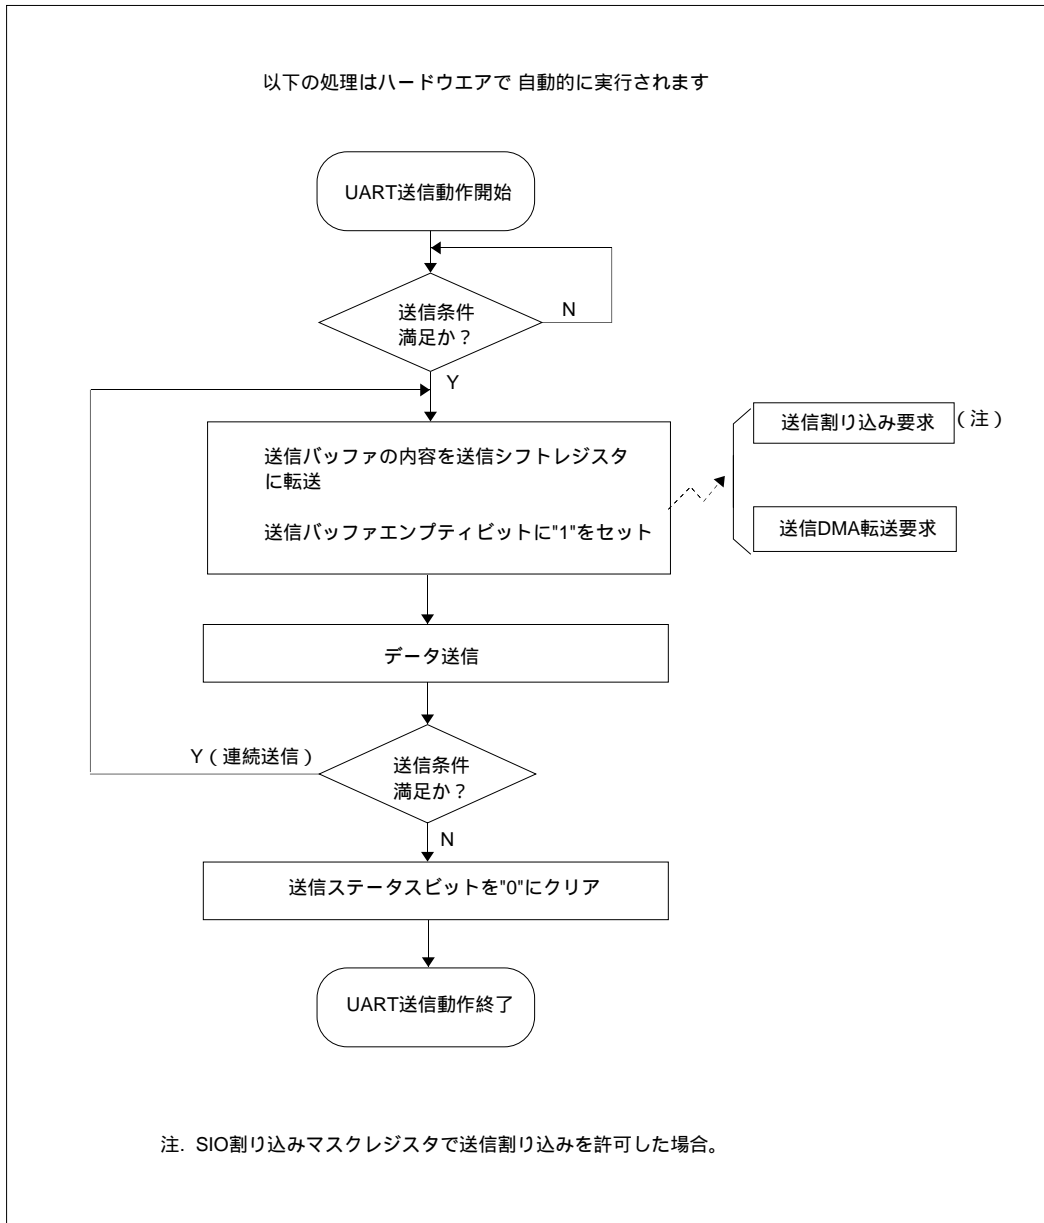 以下の処理はハードウエアで 自動的に実行されます
UART送信動作開始
送信条件
満足か？
N
Y
送信バッファの内容を送信シフトレジスタ
に転送
送信バッファエンプティビットに"1"をセット
送信割り込み要求
（注）
送信DMA転送要求
データ送信
Y（連続送信）
送信条件
満足か？
N
送信ステータスビットを"0"にクリア
UART送信動作終了
注. SIO割り込みマスクレジスタで送信割り込みを許可した場合。